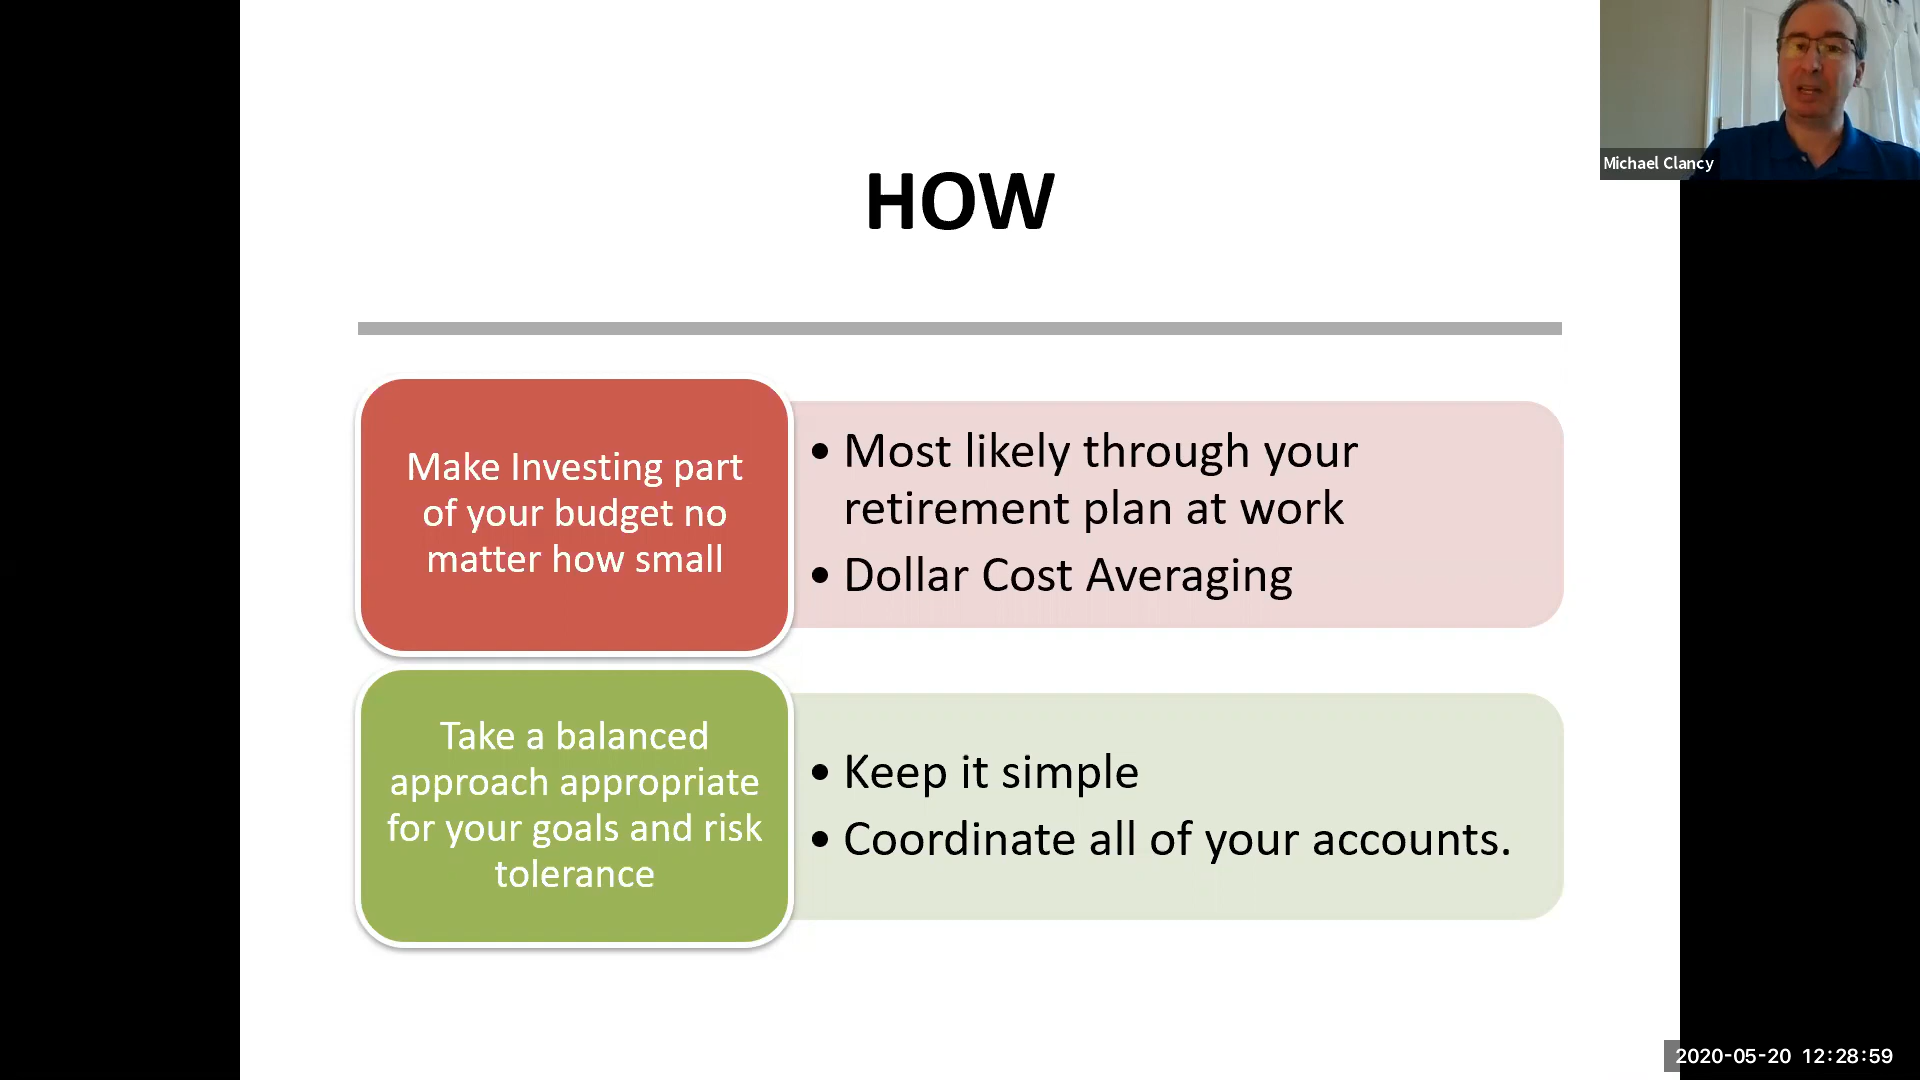 HOW
Michael Clancy
Make Investing part
of your budget no
matter how small
• Most likely through your
retirement plan at work
• Dollar Cost Averaging
Take a balanced
approach appropriate
for your goals and risk
tolerance
• Keep it simple
• Coordinate all of your accounts.
2020-05-20 12:28:59